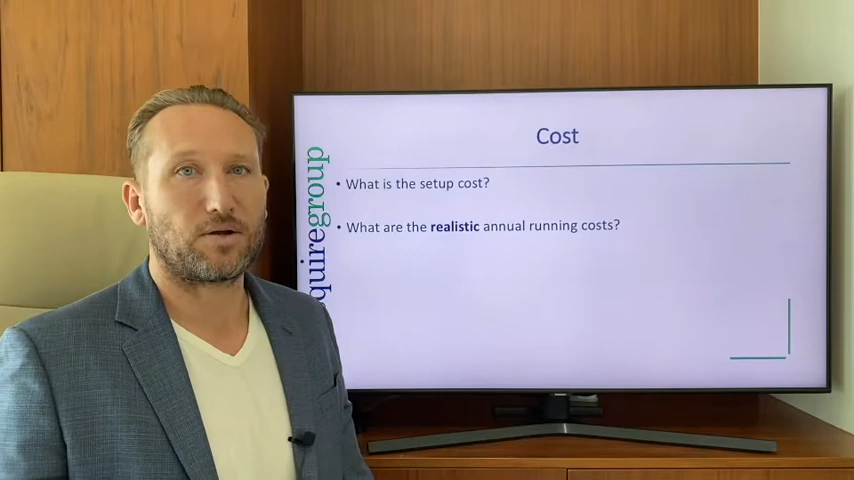 Cost
• What is the setup cost?
• What are the realistic annual running costs?
quiregroup